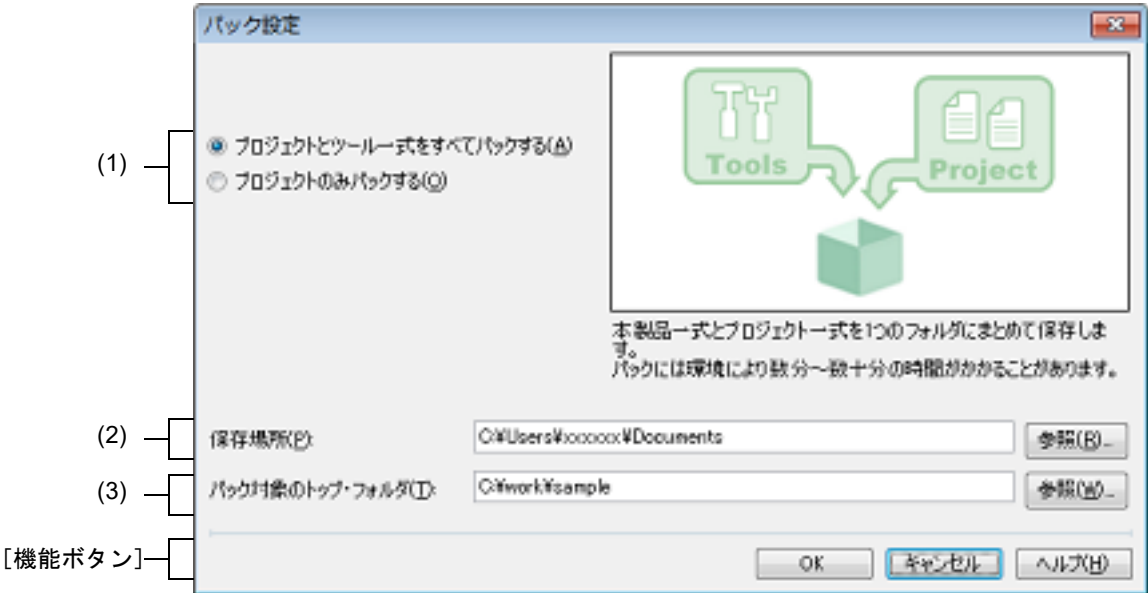 パック設定
(1)
プロジェクトとツール一式をすべてパックする(A)
プロジェクトのみパックする(O)
Tools
Project
本製品一式とプロジェクト一式を1つのフォルダにまとめて保存しま
す。
パックには環境により数分～数十分の時間がかかることがあります。
(2)
保存場所(P):
C:¥Users¥xxxxxx¥Documents
参照(R)...
(3)
パック対象のトップ・フォルダ(T):
C:¥work¥sample
参照(W)...
[機能ボタン]
OK
キャンセル
ヘルプ(H)